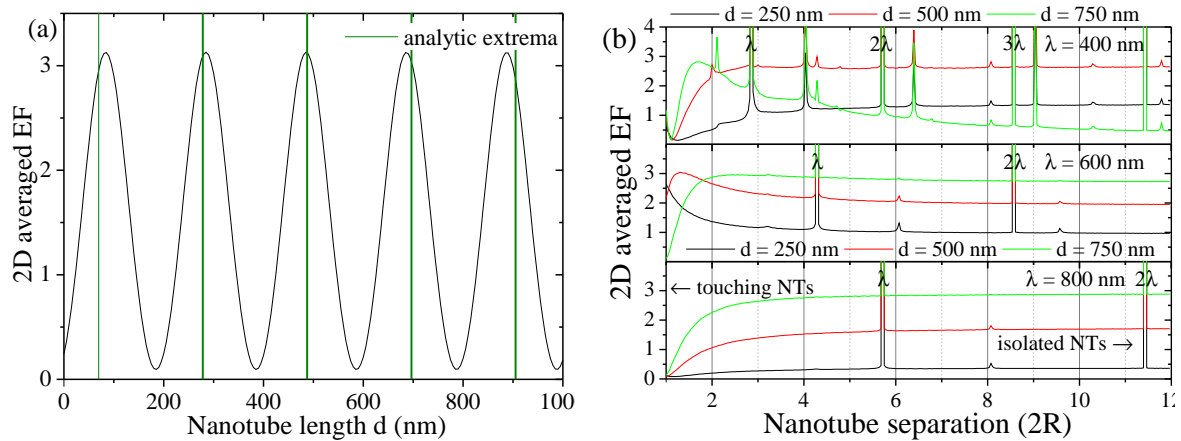 (a)
analytic extrema
2D averaged EF
3
2
1
0
0 200 400 600 800 100
Nanotube length d (nm)
(b)
d = 250 nm d = 500 nm d = 750 nm
λ 2λ 3λ λ = 400 nm
4
3
2
1
λ 2λ λ = 600 nm
3
2
1
d = 250 nm d = 500 nm d = 750 nm
λ λ = 800 nm 2λ
← touching NTs
isolated NTs →
3
2
1
0
2D averaged EF
2 4 6 8 10 12
Nanotube separation (2R)